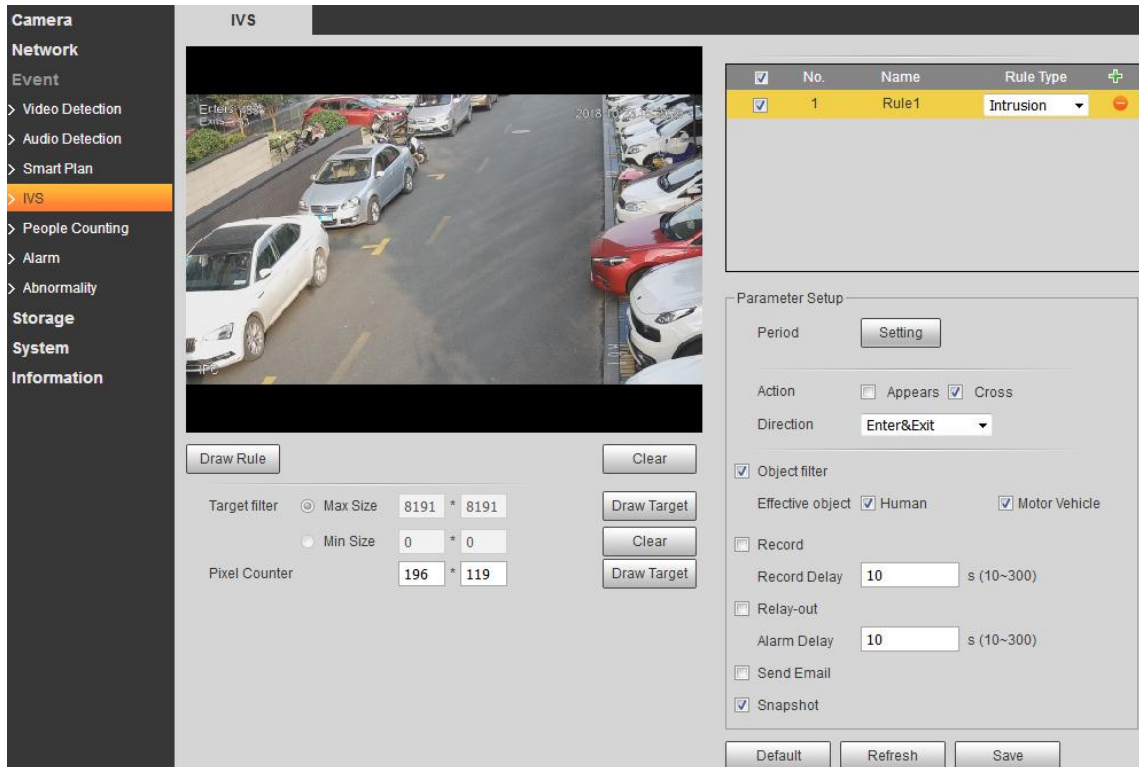 Camera
Network
Event
Video Detection
Audio Detection
Smart Plan
IVS
People Counting
Alarm
Abnormality
Storage
System
Information
IVS
IPC
Draw Rule
Clear
Target filter Max Size 8191 * 8191 Draw Target
Min Size 0 * 0 Clear
Pixel Counter 196 * 119 Draw Target
No. Name Rule Type
1 Rule1 Intrusion
Parameter Setup
Period Setting
Action Appears Cross
Direction Enter&Exit
Object filter
Effective object Human Motor Vehicle
Record
Record Delay 10 s (10~300)
Relay-out
Alarm Delay 10 s (10~300)
Send Email
Snapshot
Default Refresh Save